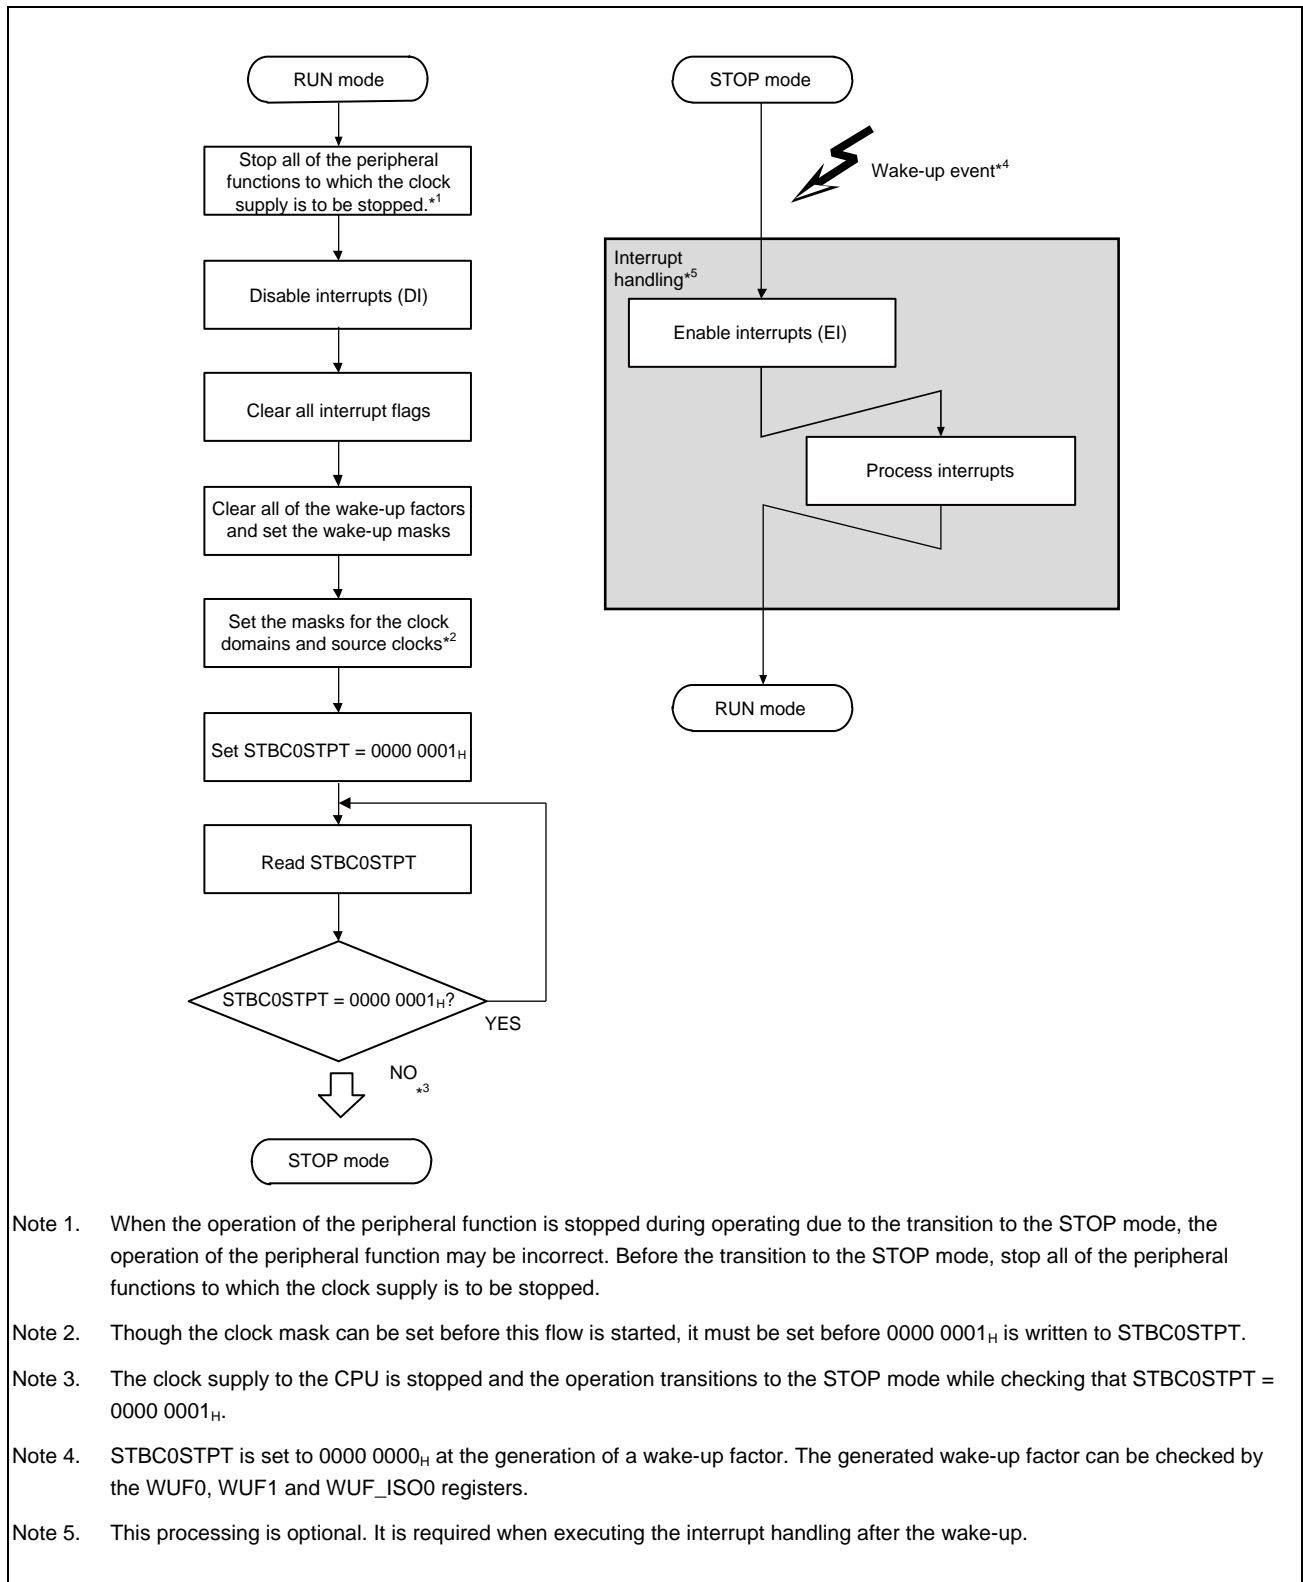 RUN mode
Stop all of the peripheral
functions to which the clock
supply is to be stopped.*1
Disable interrupts (DI)
Clear all interrupt flags
Clear all of the wake-up factors
and set the wake-up masks
Set the masks for the clock
domains and source clocks*2
Set STBC0STPT = 0000 0001H
Read STBC0STPT
STBC0STPT = 0000 0001H?
YES
NO
*3
STOP mode
STOP mode
Wake-up event*4
Interrupt
handling*5
Enable interrupts (EI)
Process interrupts
RUN mode
Note 1. When the operation of the peripheral function is stopped during operating due to the transition to the STOP mode, the
operation of the peripheral function may be incorrect. Before the transition to the STOP mode, stop all of the peripheral
functions to which the clock supply is to be stopped.
Note 2. Though the clock mask can be set before this flow is started, it must be set before 0000 0001H is written to STBC0STPT.
Note 3. The clock supply to the CPU is stopped and the operation transitions to the STOP mode while checking that STBC0STPT =
0000 0001H.
Note 4. STBC0STPT is set to 0000 0000H at the generation of a wake-up factor. The generated wake-up factor can be checked by
the WUF0, WUF1 and WUF_ISO0 registers.
Note 5. This processing is optional. It is required when executing the interrupt handling after the wake-up.